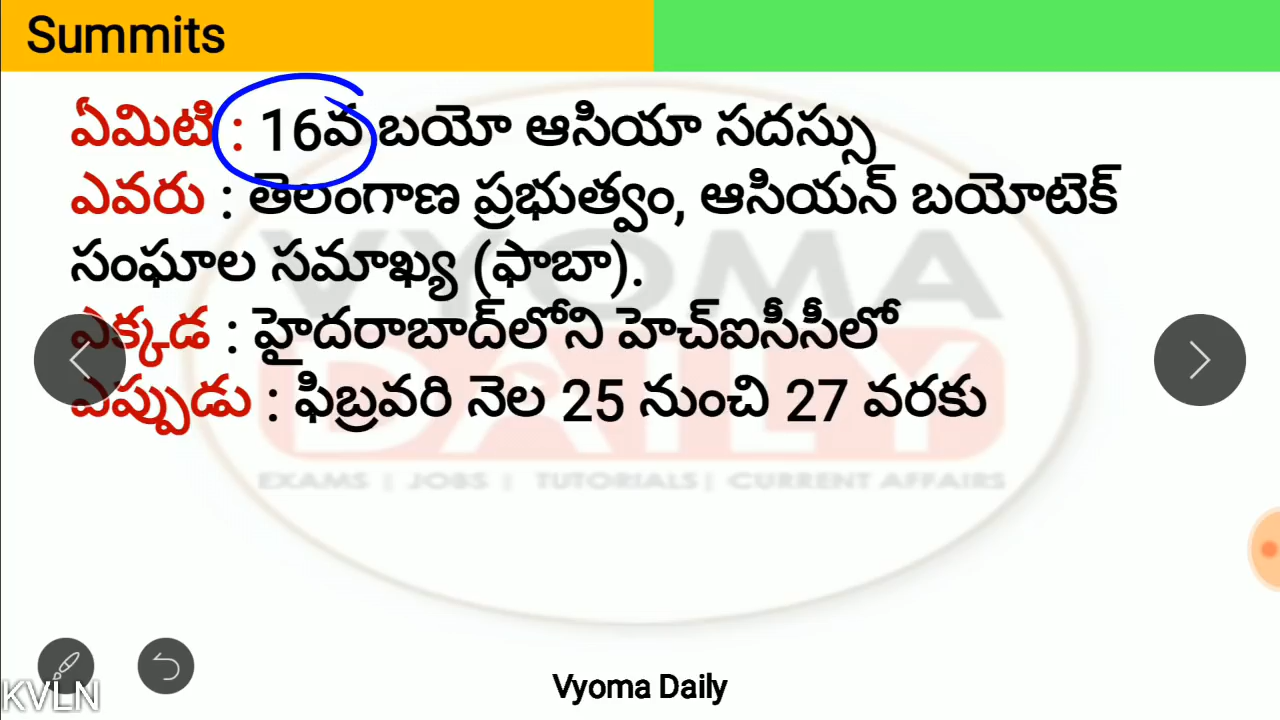 Summits
ఏమిటి : 16వ బయో ఆసియా సదస్సు
ఎవరు : తెలంగాణ ప్రభుత్వం, ఆసియన్ బయోటెక్
సంఘాల సమాఖ్య (ఫాబా).
ఎక్కడ : హైదరాబాద్‌లోని హెచ్ఐసీసీలో
ఎప్పుడు : ఫిబ్రవరి నెల 25 నుంచి 27 వరకు
VYOMA
DAILY
EXAMS | JOBS | TUTORIALS | CURRENT AFFAIRS
KVLN
Vyoma Daily